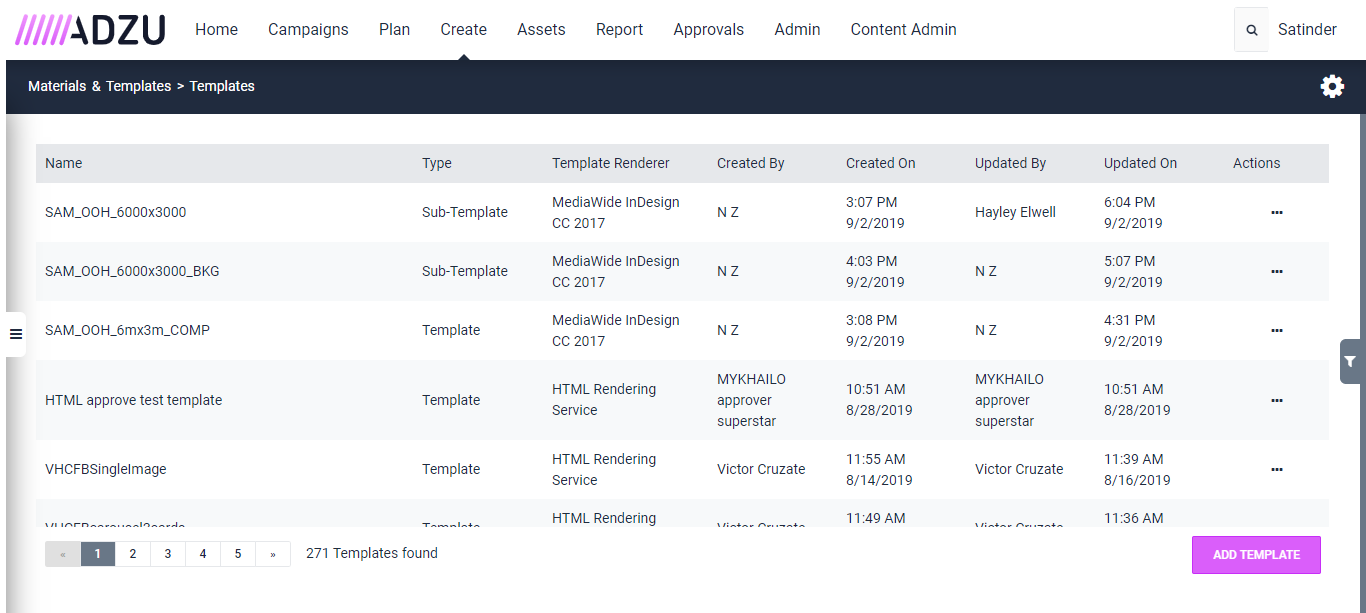 ADZU Home Campaigns Plan Create Assets Report Approvals Admin Content Admin Satinder
Materials & Templates > Templates
Name Type Template Renderer Created By Created On Updated By Updated On Actions
SAM_OOH_6000x3000 Sub-Template MediaWide InDesign CC 2017 N Z 3:07 PM 9/2/2019 Hayley Elwell 6:04 PM 9/2/2019 ...
SAM_OOH_6000x3000_BKG Sub-Template MediaWide InDesign CC 2017 N Z 4:03 PM 9/2/2019 N Z 5:07 PM 9/2/2019 ...
SAM_OOH_6mx3m_COMP Template MediaWide InDesign CC 2017 N Z 3:08 PM 9/2/2019 N Z 4:31 PM 9/2/2019 ...
HTML approve test template Template HTML Rendering Service MYKHAILO approver superstar 10:51 AM 8/28/2019 MYKHAILO approver superstar 10:51 AM 8/28/2019 ...
VHCFBSingleImage Template HTML Rendering Service Victor Cruzate 11:55 AM 8/14/2019 Victor Cruzate 11:39 AM 8/16/2019 ...
Template HTML Rendering Victor Cruzate 11:49 AM Victor Cruzate 11:36 AM
« 1 2 3 4 5 » 271 Templates found ADD TEMPLATE